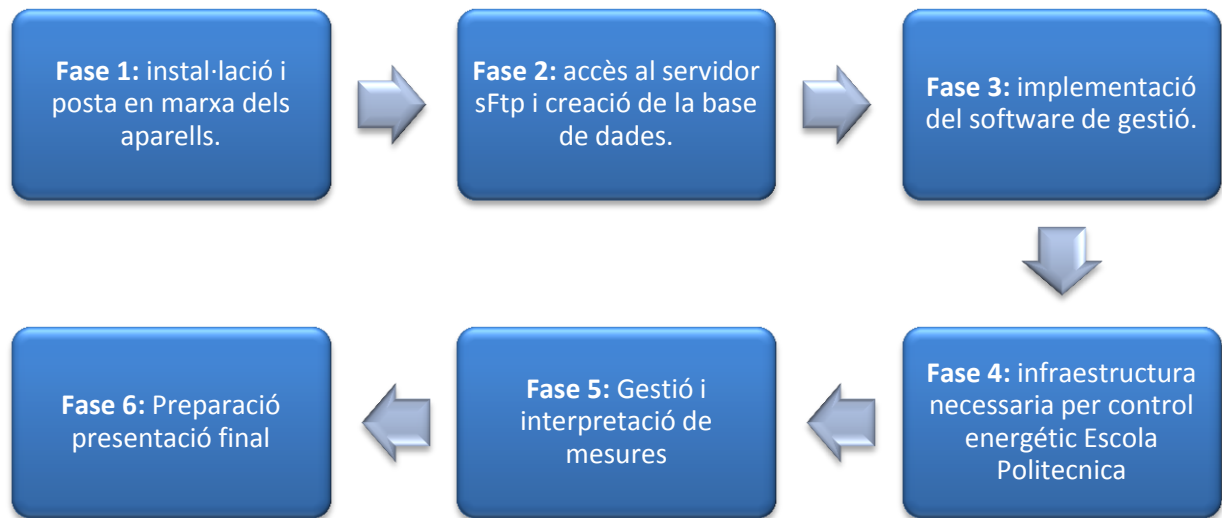 Fase 1: instal·lació i
posta en marxa dels
aparells.
Fase 2: accès al servidor
sFtp i creació de la base
de dades.
Fase 3: implementació
del software de gestió.
Fase 4: infraestructura
necessaria per control
energétic Escola
Politecnica
Fase 5: Gestió i
interpretació de
mesures
Fase 6: Preparació
presentació final